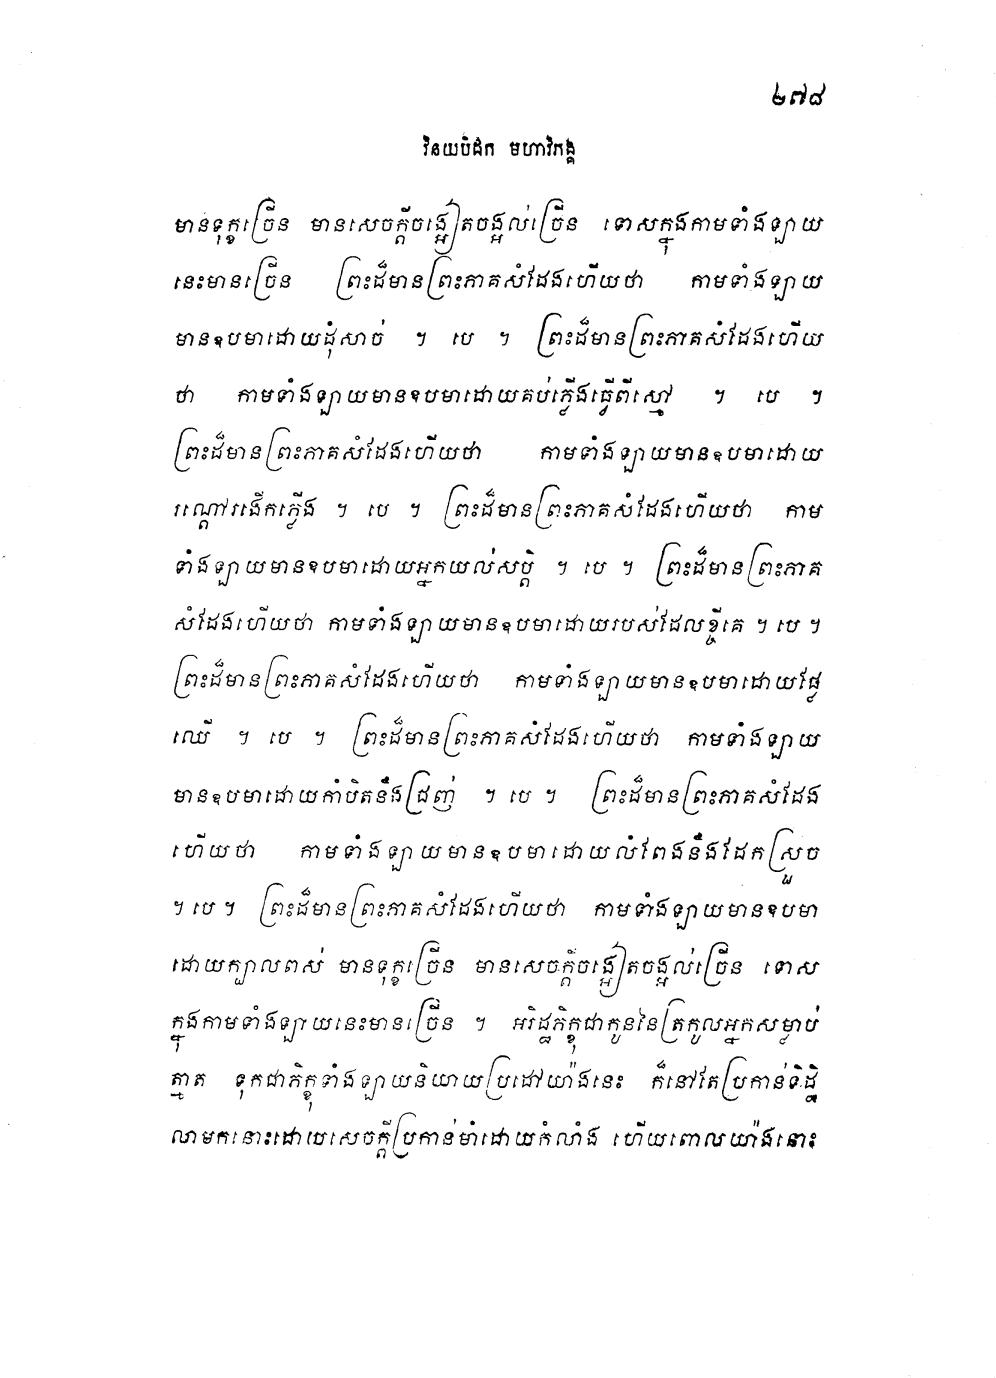 ២៧៨
វិនយបិដក មហាវិភង្គ
មានទុក្ខច្រើន មានសេចក្តីចង្អៀតចង្អល់ច្រើន ទោសក្នុងកាមទាំងឡាយ
នេះមានច្រើន ព្រះដ៏មានព្រះភាគសំដែងហើយថា កាមទាំងឡាយ
មានឧបមាដោយដុំសាច់ ។ បេ ។ ព្រះដ៏មានព្រះភាគសំដែងហើយ
ថា កាមទាំងឡាយមានឧបមាដោយគប់ភ្លើងធ្វើពីស្មៅ ។ បេ ។
ព្រះដ៏មានព្រះភាគសំដែងហើយថា កាមទាំងឡាយមានឧបមាដោយ
រណ្តៅរងើកភ្លើង ។ បេ ។ ព្រះដ៏មានព្រះភាគសំដែងហើយថា កាម
ទាំងឡាយមានឧបមាដោយអ្នកយល់សប្តិ ។ បេ ។ ព្រះដ៏មានព្រះភាគ
សំដែងហើយថា កាមទាំងឡាយមានឧបមាដោយរបស់ដែលខ្ចីគេ ។ បេ ។
ព្រះដ៏មានព្រះភាគសំដែងហើយថា កាមទាំងឡាយមានឧបមាដោយផ្លែ
ឈើ ។ បេ ។ ព្រះដ៏មានព្រះភាគសំដែងហើយថា កាមទាំងឡាយ
មានឧបមាដោយកាំបិតនឹងជ្រញ់ ។ បេ ។ ព្រះដ៏មានព្រះភាគសំដែង
ហើយថា កាមទាំងឡាយមានឧបមាដោយលំពែងនឹងដែកស្រួច
។ បេ ។ ព្រះដ៏មានព្រះភាគសំដែងហើយថា កាមទាំងឡាយមានឧបមា
ដោយក្បាលពស់ មានទុក្ខច្រើន មានសេចក្តីចង្អៀតចង្អល់ច្រើន ទោស
ក្នុងកាមទាំងឡាយនេះមានច្រើន ។ អរិដ្ឋភិក្ខុជាកូននៃត្រកូលអ្នកសម្លាប់
ត្មាត ទុកជាភិក្ខុទាំងឡាយនិយាយប្រដៅយ៉ាងនេះ ក៏នៅតែប្រកាន់ទិដ្ឋិ
លាមកនោះដោយសេចក្តីប្រកាន់មាំដោយកំលាំង ហើយពោលយ៉ាងនោះ